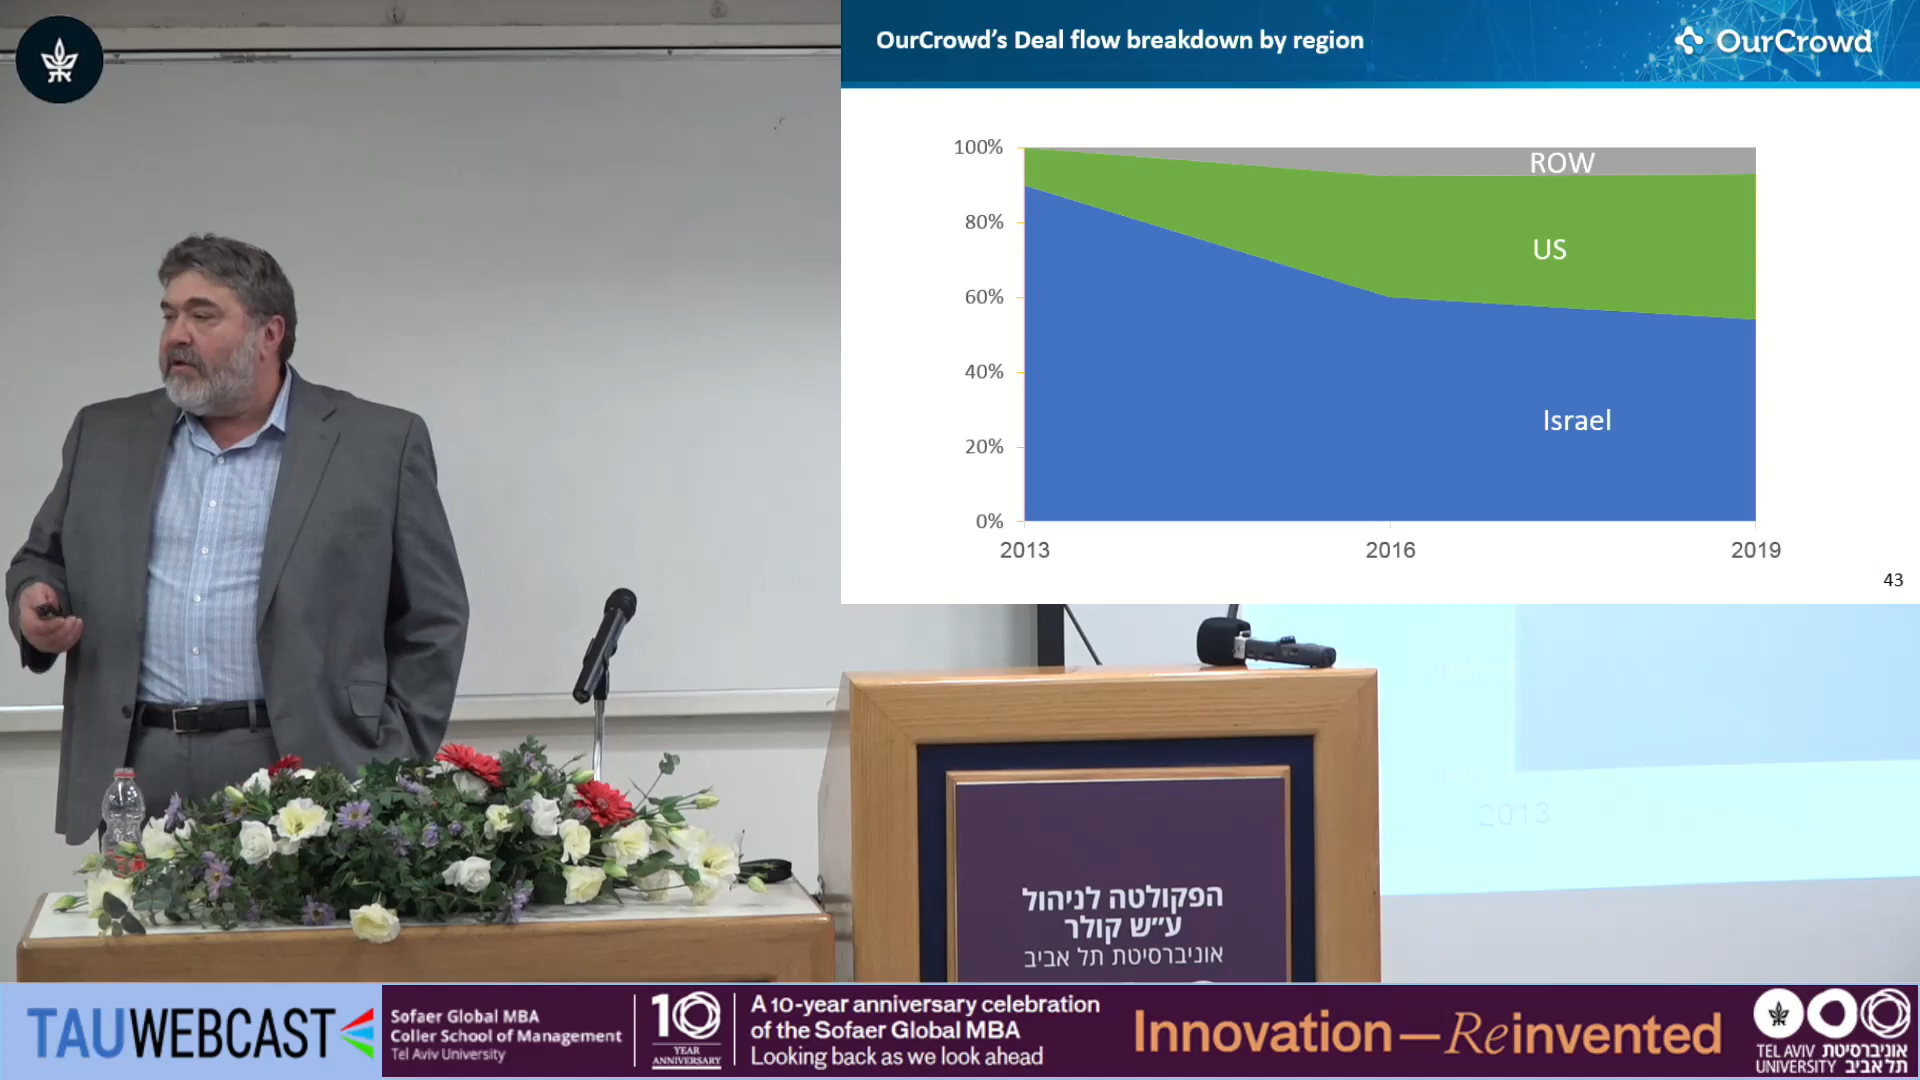 OurCrowd's Deal flow breakdown by region
OurCrowd
100%
80%
60%
40%
20%
0%
ROW
US
Israel
2013
2016
2019
43
2013
הפקולטה לניהול
ע״ש קולר
אוניברסיטת תל אביב
TAUWEBCAST
Sofaer Global MBA
Coller School of Management
Tel Aviv University
10
YEAR
ANNIVERSARY
A 10-year anniversary celebration
of the Sofaer Global MBA
Looking back as we look ahead
Innovation—Reinvented
TEL AVIV אוניברסיטת
UNIVERSITY תל אביב